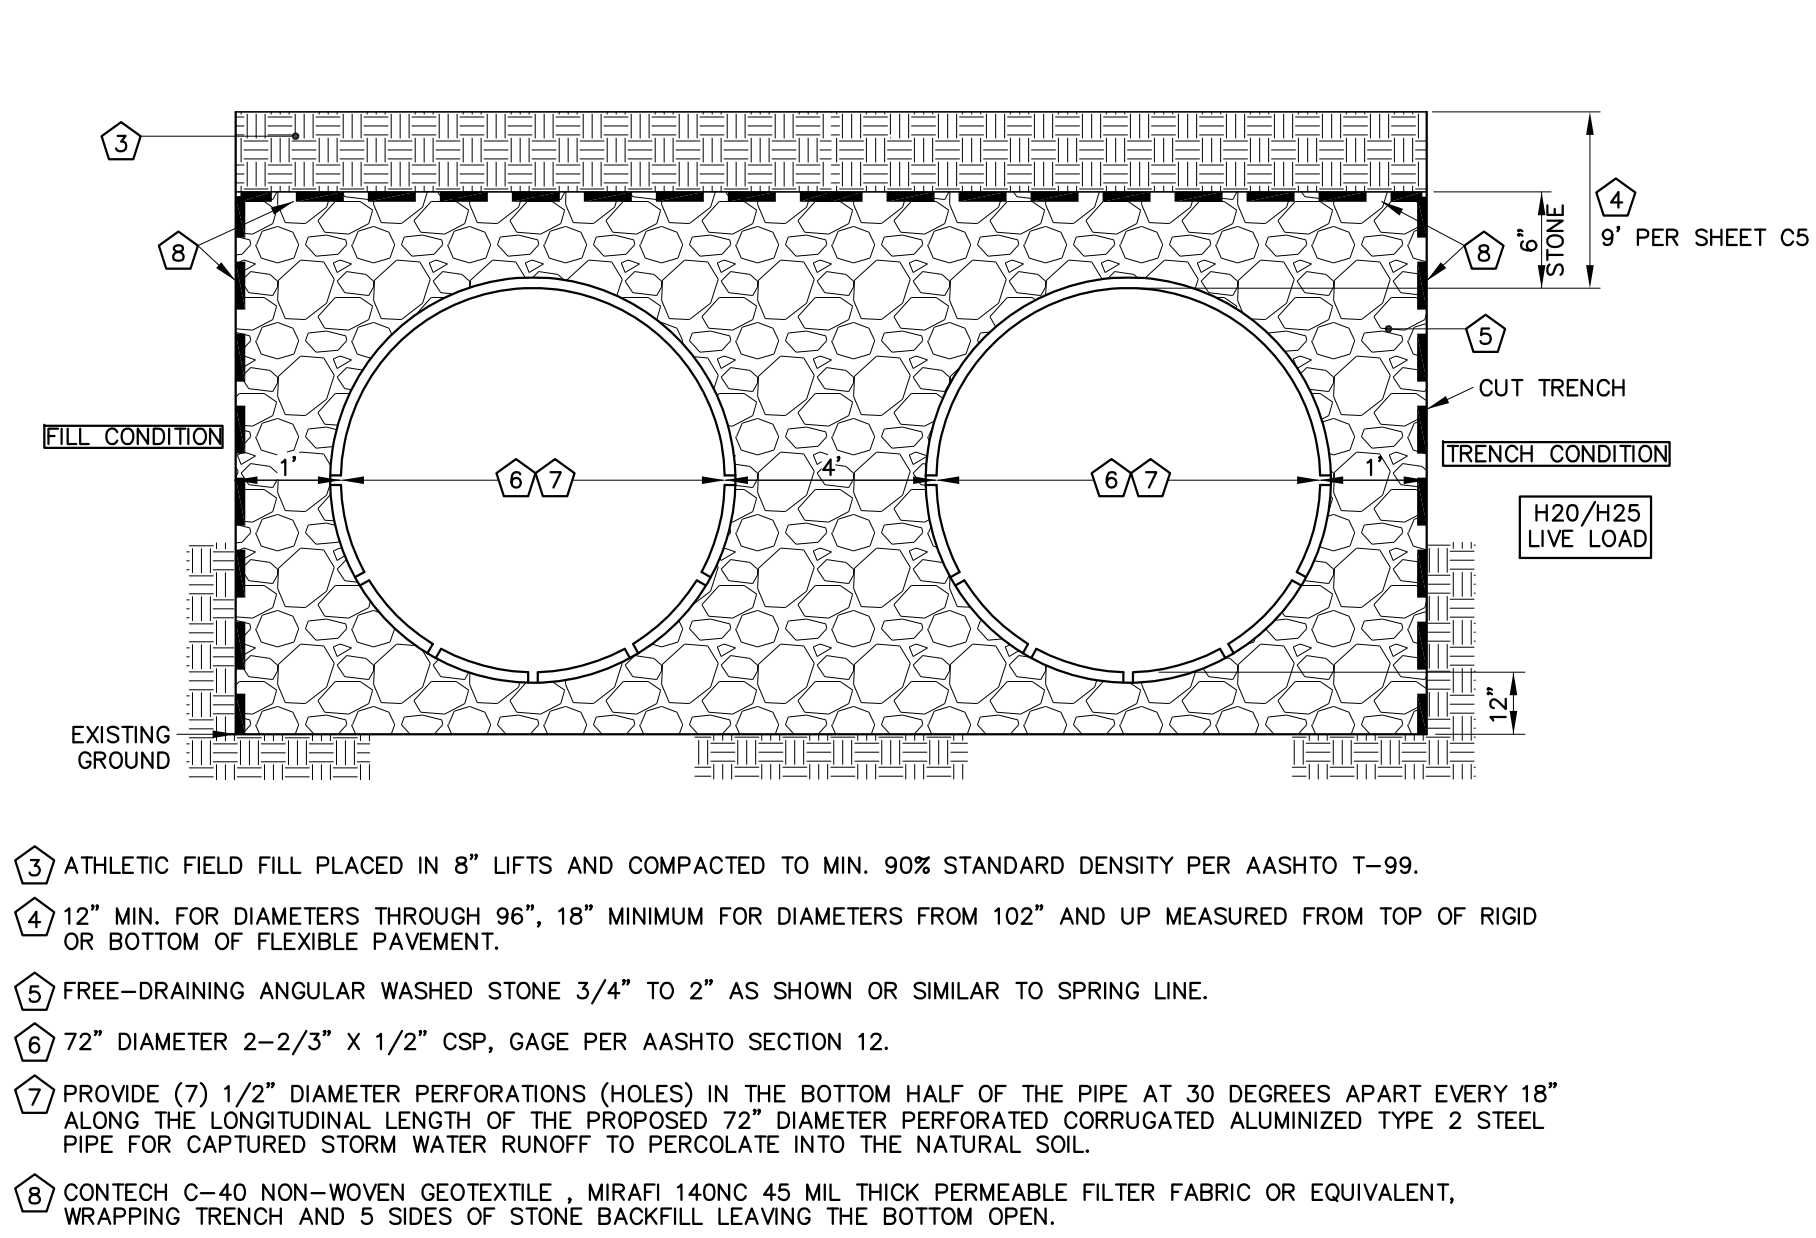 3
4
9' PER SHEET C5
6"
STONE
8
8
5
CUT TRENCH
FILL CONDITION
TRENCH CONDITION
1'
6 7
4'
6 7
1'
H20/H25
LIVE LOAD
12"
EXISTING
GROUND
3 ATHLETIC FIELD FILL PLACED IN 8" LIFTS AND COMPACTED TO MIN. 90% STANDARD DENSITY PER AASHTO T-99.
4 12" MIN. FOR DIAMETERS THROUGH 96", 18" MINIMUM FOR DIAMETERS FROM 102" AND UP MEASURED FROM TOP OF RIGID
OR BOTTOM OF FLEXIBLE PAVEMENT.
5 FREE-DRAINING ANGULAR WASHED STONE 3/4" TO 2" AS SHOWN OR SIMILAR TO SPRING LINE.
6 72" DIAMETER 2-2/3" X 1/2" CSP, GAGE PER AASHTO SECTION 12.
7 PROVIDE (7) 1/2" DIAMETER PERFORATIONS (HOLES) IN THE BOTTOM HALF OF THE PIPE AT 30 DEGREES APART EVERY 18"
ALONG THE LONGITUDINAL LENGTH OF THE PROPOSED 72" DIAMETER PERFORATED CORRUGATED ALUMINIZED TYPE 2 STEEL
PIPE FOR CAPTURED STORM WATER RUNOFF TO PERCOLATE INTO THE NATURAL SOIL.
8 CONTECH C-40 NON-WOVEN GEOTEXTILE , MIRAFI 140NC 45 MIL THICK PERMEABLE FILTER FABRIC OR EQUIVALENT,
WRAPPING TRENCH AND 5 SIDES OF STONE BACKFILL LEAVING THE BOTTOM OPEN.